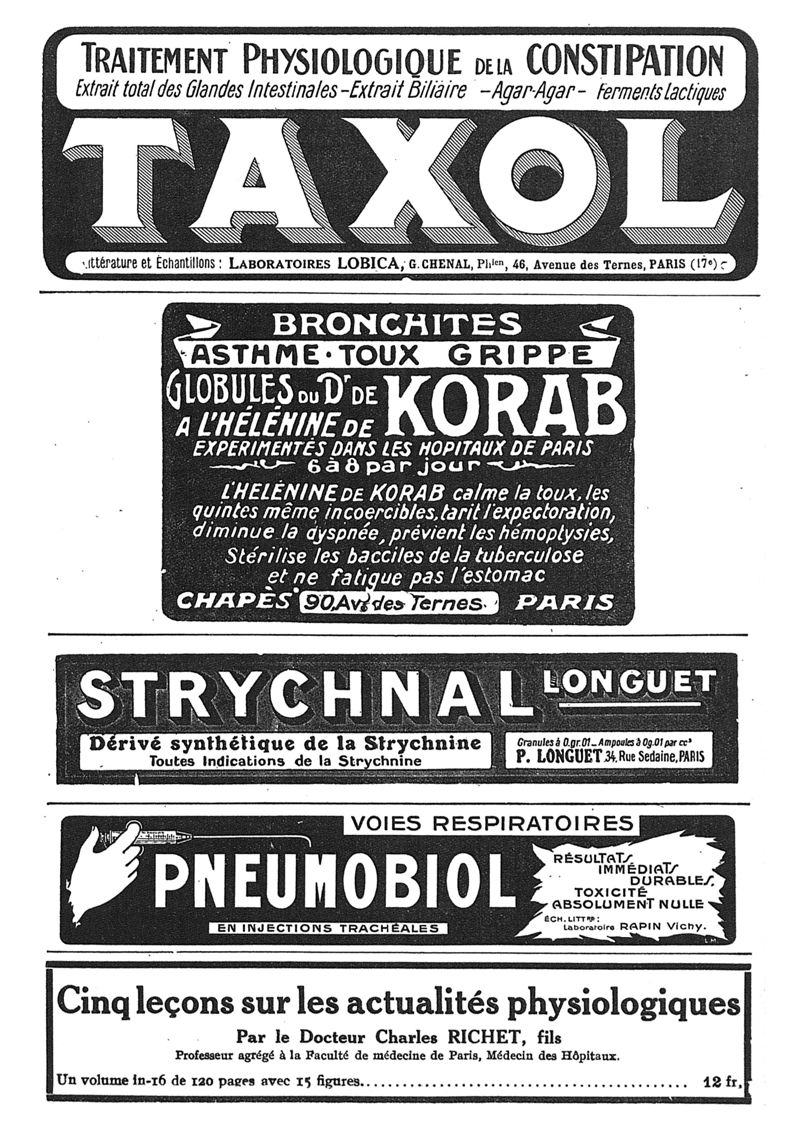 TRAITEMENT PHYSIOLOGIQUE DE LA CONSTIPATION
Extrait total des Glandes Intestinales – Extrait Biliaire – Agar-Agar – Ferments Lactiques
TAXOL
Littérature et Échantillons : LABORATOIRES LOBICA, G. CHENAL, Phien, 46, Avenue des Ternes, PARIS (17e)
BRONCHITES
ASTHME · TOUX GRIPPE
GLOBULES DU Dr DE KORAB
A L'HÉLÉNINE DE
EXPERIMENTÉS DANS LES HOPITAUX DE PARIS
6 à 8 par jour
L'HELÉNINE DE KORAB calme la toux, les
quintes même incoercibles, tarit l'expectoration,
diminue la dyspnée, prévient les hémoptysies,
Stérilise les bacciles de la tuberculose
et ne fatigue pas l'estomac
CHAPÈS 90, Av. des Ternes. PARIS
STRYCHNAL LONGUET
Dérivé synthétique de la Strychnine
Toutes Indications de la Strychnine
Granules à 0.gr.01 – Ampoules à 0g.01 par cc³
P. LONGUET 34, Rue Sedaine, PARIS
VOIES RESPIRATOIRES
PNEUMOBIOL
EN INJECTIONS TRACHÉALES
RÉSULTATS
IMMÉDIATS
DURABLES.
TOXICITÉ
ABSOLUMENT NULLE
ÉCH. LITTre :
Laboratoire RAPIN Vichy.
L.M.
Cinq leçons sur les actualités physiologiques
Par le Docteur Charles RICHET, fils
Professeur agrégé à la Faculté de médecine de Paris, Médecin des Hôpitaux.
Un volume in-16 de 120 pages avec 15 figures........................................ 12 fr.